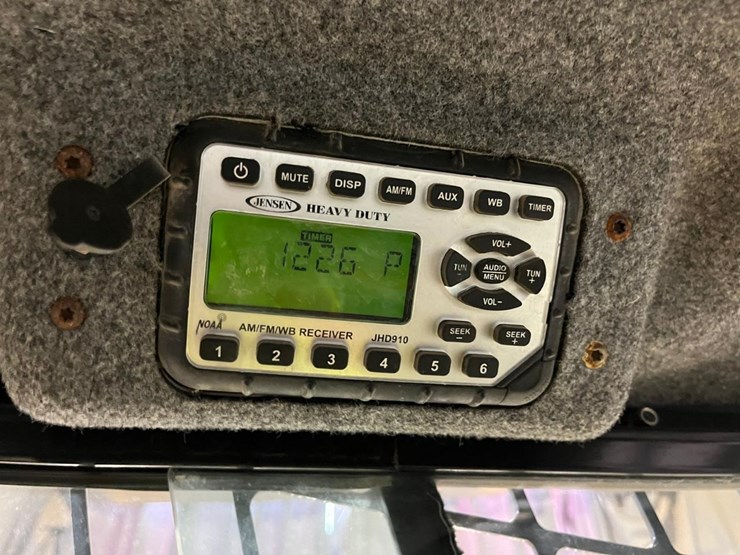 MUTE DISP AM/FM AUX WB TIMER
JENSEN HEAVY DUTY
TIMER
1226 P
VOL+
TUN - AUDIO MENU TUN +
VOL-
SEEK - SEEK +
NOAA AM/FM/WB RECEIVER JHD910
1 2 3 4 5 6